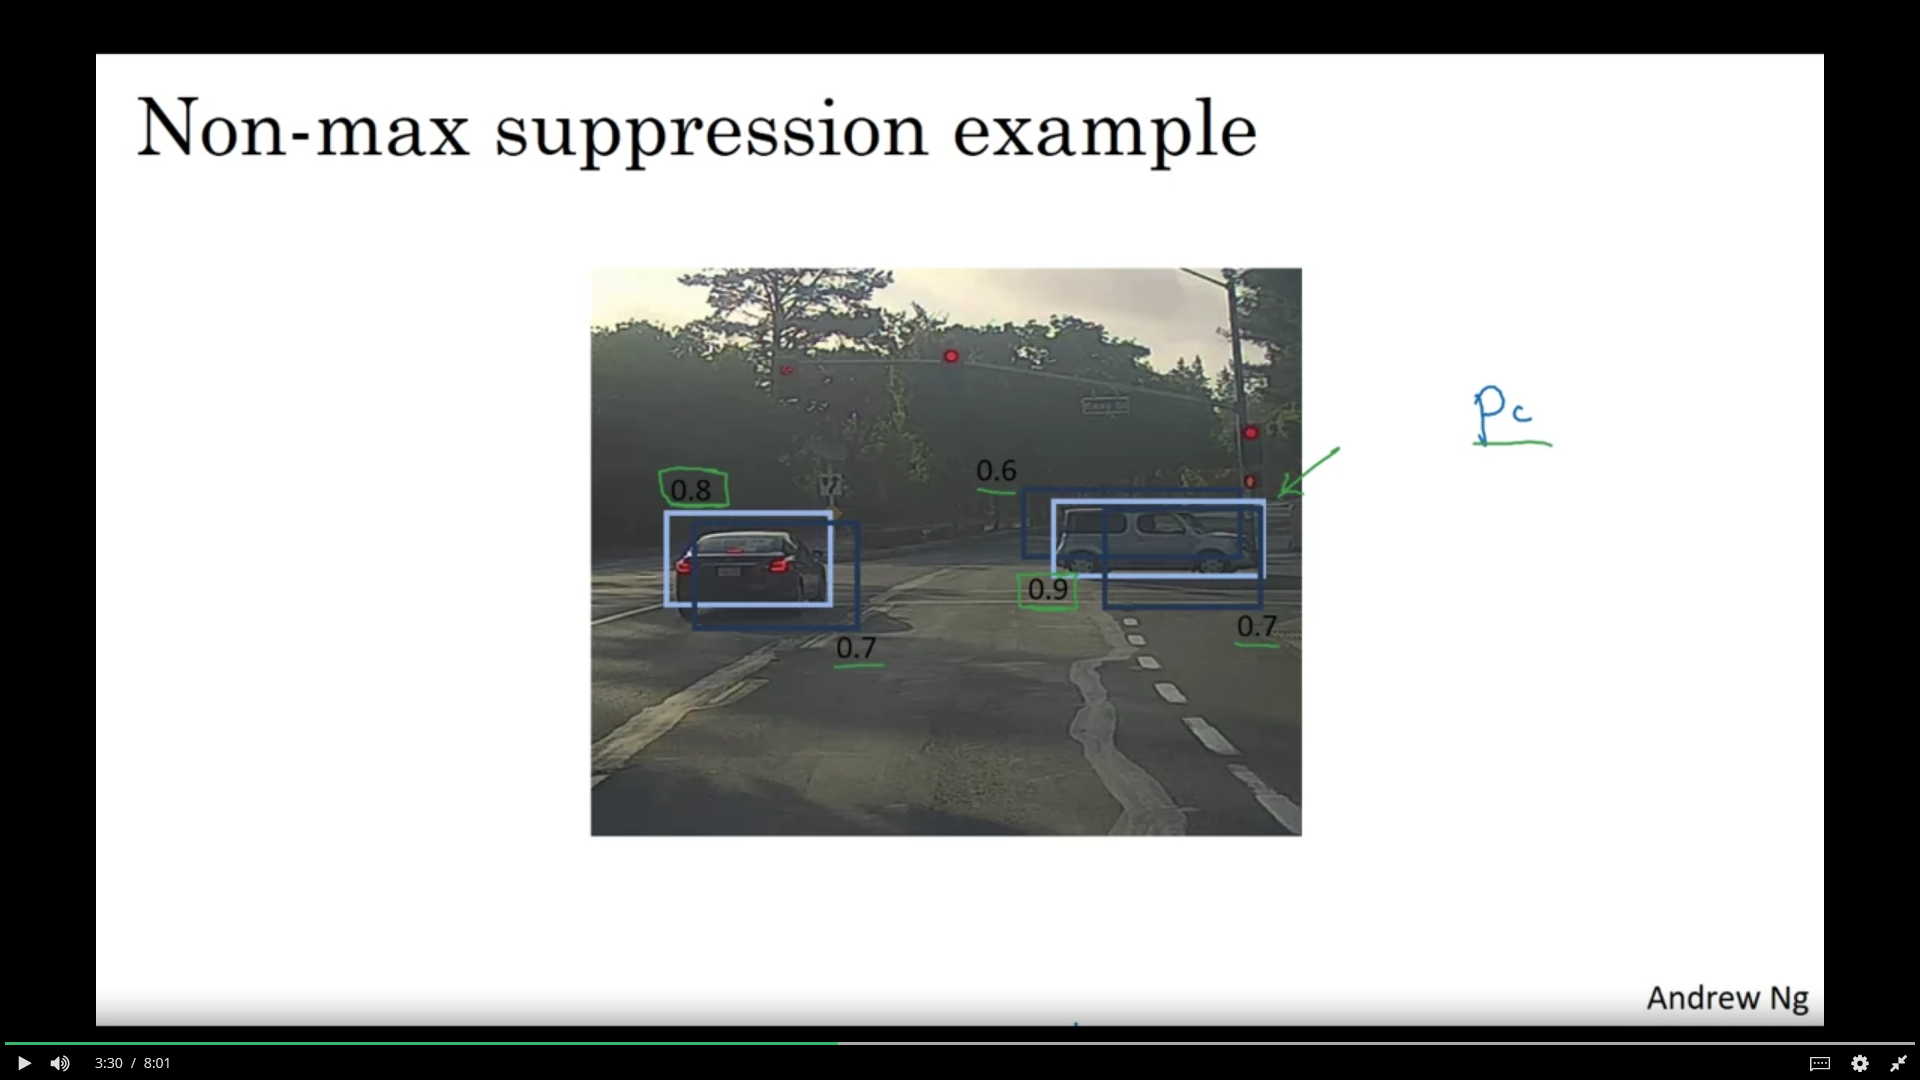 Non-max suppression example
Pc
0.6
0.8
0.9
0.7
0.7
Andrew Ng
3:30 / 8:01